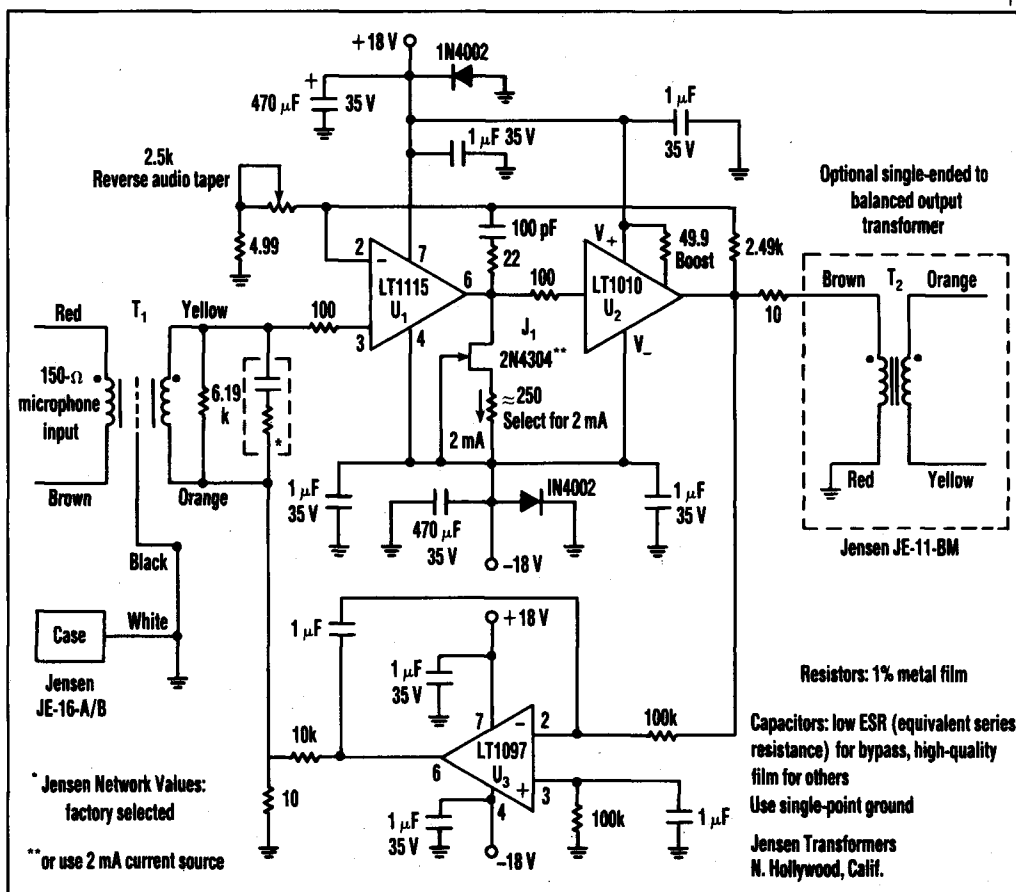 +18 V
1N4002
+
470 μF
35 V
1 μF
35 V
1 μF 35 V
2.5k
Reverse audio taper
Optional single-ended to
balanced output
transformer
4.99
100 pF
22
V+
49.9
Boost
2.49k
2
−
7
LT1115
U1
6
3
4
100
100
LT1010
U2
V−
10
Brown
T2
Orange
Red
Yellow
Jensen JE-11-BM
Red
T1
Yellow
150-Ω
microphone
input
6.19
k
*
Brown
Orange
Black
White
Case
Jensen
JE-16-A/B
J1
2N4304**
≈250
Select for 2 mA
2 mA
1 μF
35 V
470 μF
35 V
IN4002
1 μF
35 V
−18 V
1 μF
+18 V
1 μF
35 V
10k
7
−
2
LT1097
U3
6
+
3
4
100k
100k
1 μF
1 μF
35 V
−18 V
10
* Jensen Network Values:
factory selected
** or use 2 mA current source
Resistors: 1% metal film
Capacitors: low ESR (equivalent series
resistance) for bypass, high-quality
film for others
Use single-point ground
Jensen Transformers
N. Hollywood, Calif.